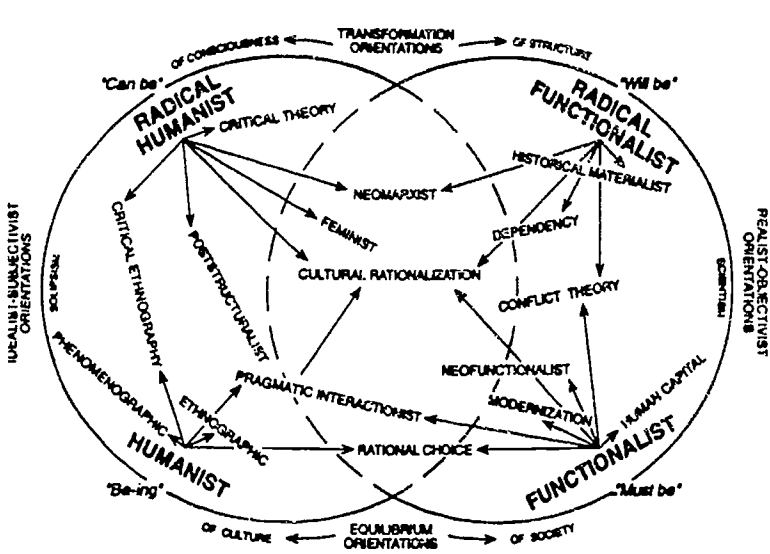 TRANSFORMATION
ORIENTATIONS
OF CONSCIOUSNESS
OF STRUCTURE
"Can be"
"Will be"
RADICAL
HUMANIST
RADICAL
FUNCTIONALIST
CRITICAL THEORY
HISTORICAL MATERIALIST
NEOMARXIST
FEMINIST
DEPENDENCY
CULTURAL RATIONALIZATION
CONFLICT THEORY
CRITICAL ETHNOGRAPHY
POSTSTRUCTURALIST
IDEALIST-SUBJECTIVIST
ORIENTATIONS
SOLIPSISM
SCIENTISM
REALIST-OBJECTIVIST
ORIENTATIONS
PHENOMENOGRAPHIC
ETHNOGRAPHIC
PRAGMATIC INTERACTIONIST
NEOFUNCTIONALIST
MODERNIZATION
HUMAN CAPITAL
RATIONAL CHOICE
HUMANIST
FUNCTIONALIST
"Be-ing"
"Must be"
OF CULTURE
EQUILIBRIUM
ORIENTATIONS
OF SOCIETY